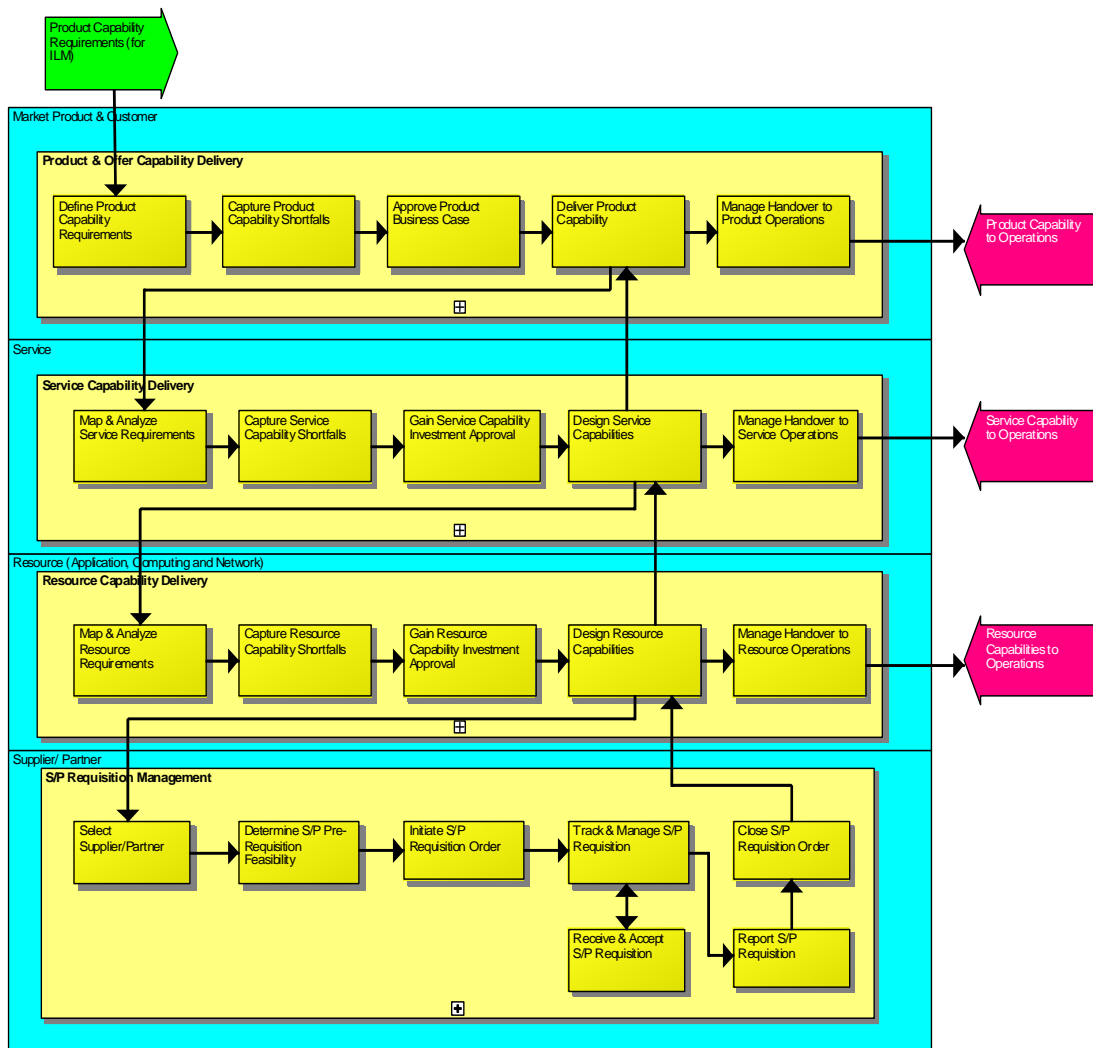 Product Capability
Requirements (for
ILM)
Market Product & Customer
Product & Offer Capability Delivery
Define Product
Capability
Requirements
Capture Product
Capability Shortfalls
Approve Product
Business Case
Deliver Product
Capability
Manage Handover to
Product Operations
Product Capability
to Operations
Service
Service Capability Delivery
Map & Analyze
Service Requirements
Capture Service
Capability Shortfalls
Gain Service Capability
Investment Approval
Design Service
Capabilities
Manage Handover to
Service Operations
Service Capability
to Operations
Resource (Application, Computing and Network)
Resource Capability Delivery
Map & Analyze
Resource
Requirements
Capture Resource
Capability Shortfalls
Gain Resource
Capability Investment
Approval
Design Resource
Capabilities
Manage Handover to
Resource Operations
Resource
Capabilities to
Operations
Supplier/ Partner
S/P Requisition Management
Select
Supplier/Partner
Determine S/P Pre-
Requisition
Feasibility
Initiate S/P
Requisition Order
Track & Manage S/P
Requisition
Close S/P
Requisition Order
Receive & Accept
S/P Requisition
Report S/P
Requisition